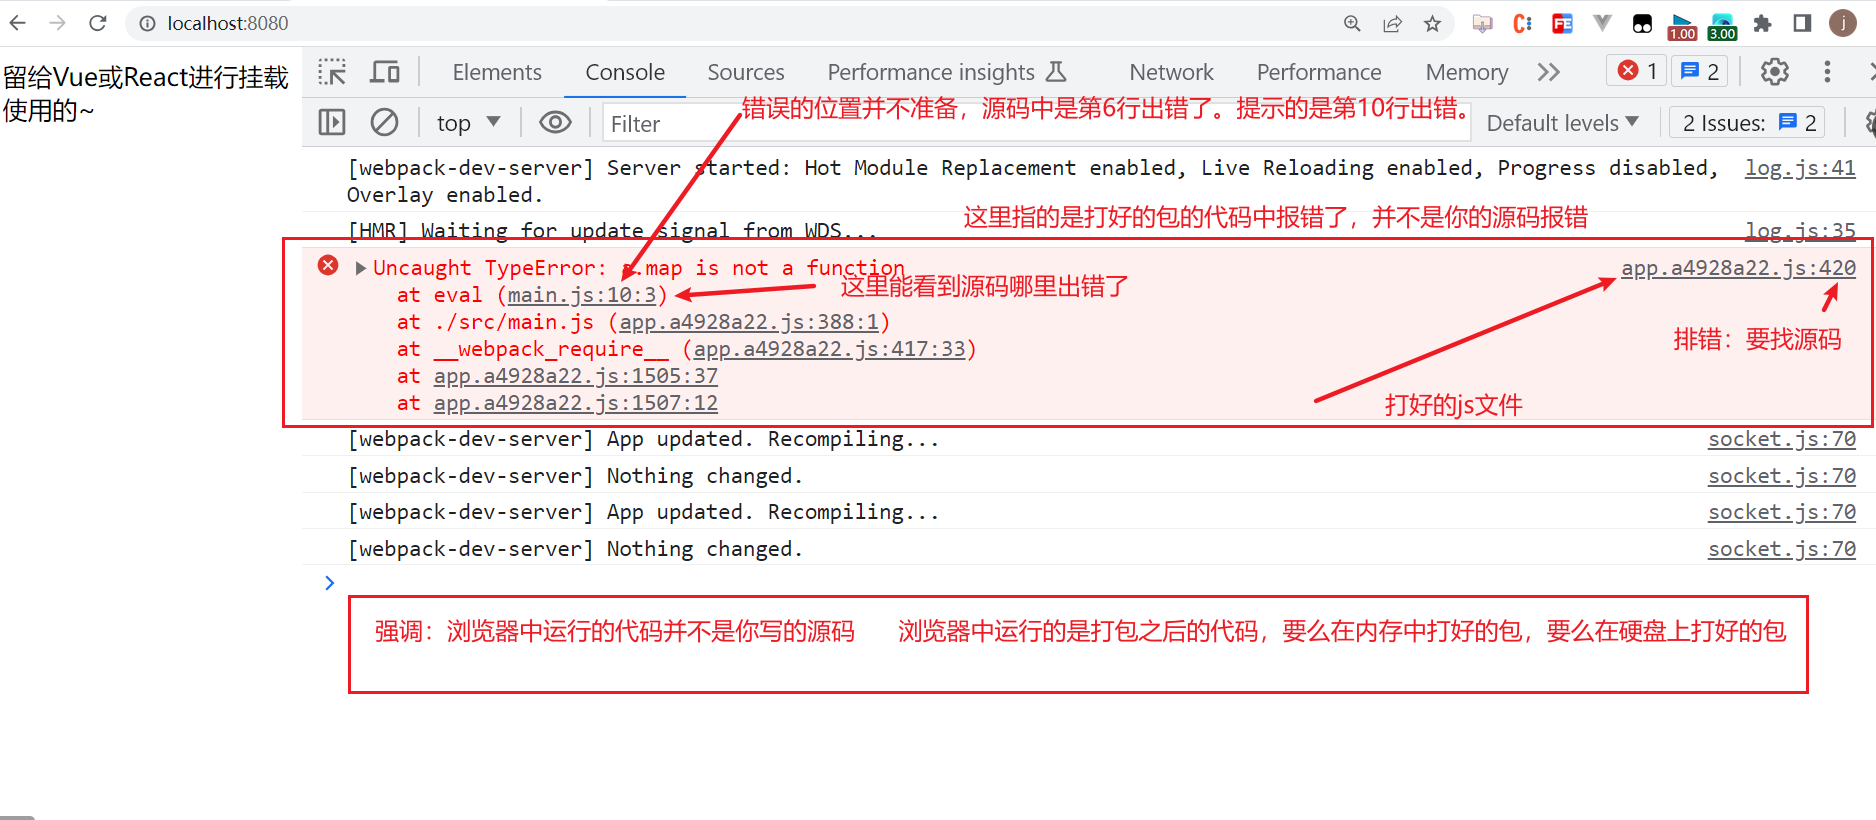 localhost:8080
1.00
3.00
j
留给Vue或React进行挂载
使用的~
Elements Console Sources Performance insights Network Performance Memory 1 2
错误的位置并不准备，源码中是第6行出错了。提示的是第10行出错。
top Filter Default levels 2 Issues: 2
[webpack-dev-server] Server started: Hot Module Replacement enabled, Live Reloading enabled, Progress disabled, log.js:41
Overlay enabled.
这里指的是打好的包的代码中报错了，并不是你的源码报错
[HMR] Waiting for update signal from WDS... log.js:35
Uncaught TypeError: a.map is not a function app.a4928a22.js:420
这里能看到源码哪里出错了
at eval (main.js:10:3)
at ./src/main.js (app.a4928a22.js:388:1)
排错：要找源码
at __webpack_require__ (app.a4928a22.js:417:33)
at app.a4928a22.js:1505:37
at app.a4928a22.js:1507:12
打好的js文件
[webpack-dev-server] App updated. Recompiling... socket.js:70
[webpack-dev-server] Nothing changed. socket.js:70
[webpack-dev-server] App updated. Recompiling... socket.js:70
[webpack-dev-server] Nothing changed. socket.js:70
强调：浏览器中运行的代码并不是你写的源码 浏览器中运行的是打包之后的代码，要么在内存中打好的包，要么在硬盘上打好的包